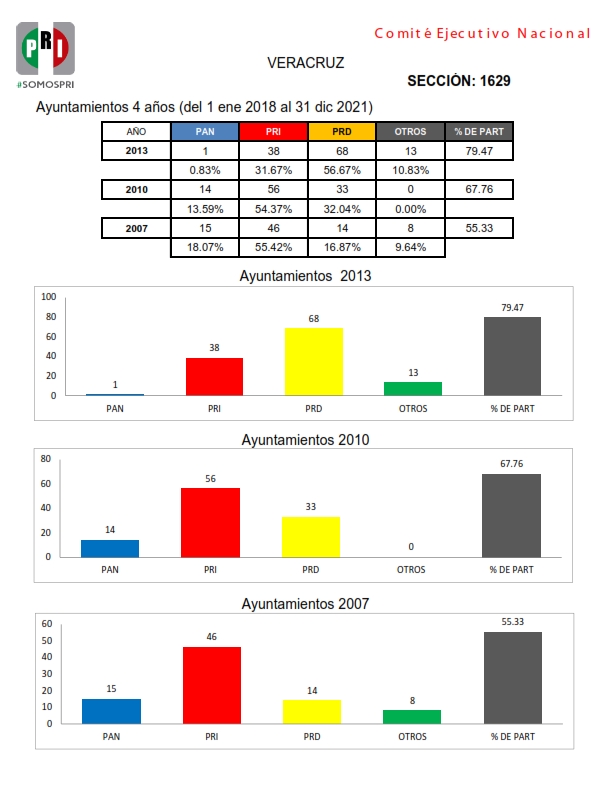 Comité Ejecutivo Nacional
PRI
#SOMOSPRI
VERACRUZ
SECCIÓN: 1629
Ayuntamientos 4 años (del 1 ene 2018 al 31 dic 2021)
AÑO PAN PRI PRD OTROS % DE PART
2013 1 38 68 13 79.47
0.83% 31.67% 56.67% 10.83%
2010 14 56 33 0 67.76
13.59% 54.37% 32.04% 0.00%
2007 15 46 14 8 55.33
18.07% 55.42% 16.87% 9.64%
Ayuntamientos 2013
100
80
60
40
20
0
1 38 68 13 79.47
PAN PRI PRD OTROS % DE PART
Ayuntamientos 2010
80
60
40
20
0
14 56 33 0 67.76
PAN PRI PRD OTROS % DE PART
Ayuntamientos 2007
60
50
40
30
20
10
0
15 46 14 8 55.33
PAN PRI PRD OTROS % DE PART